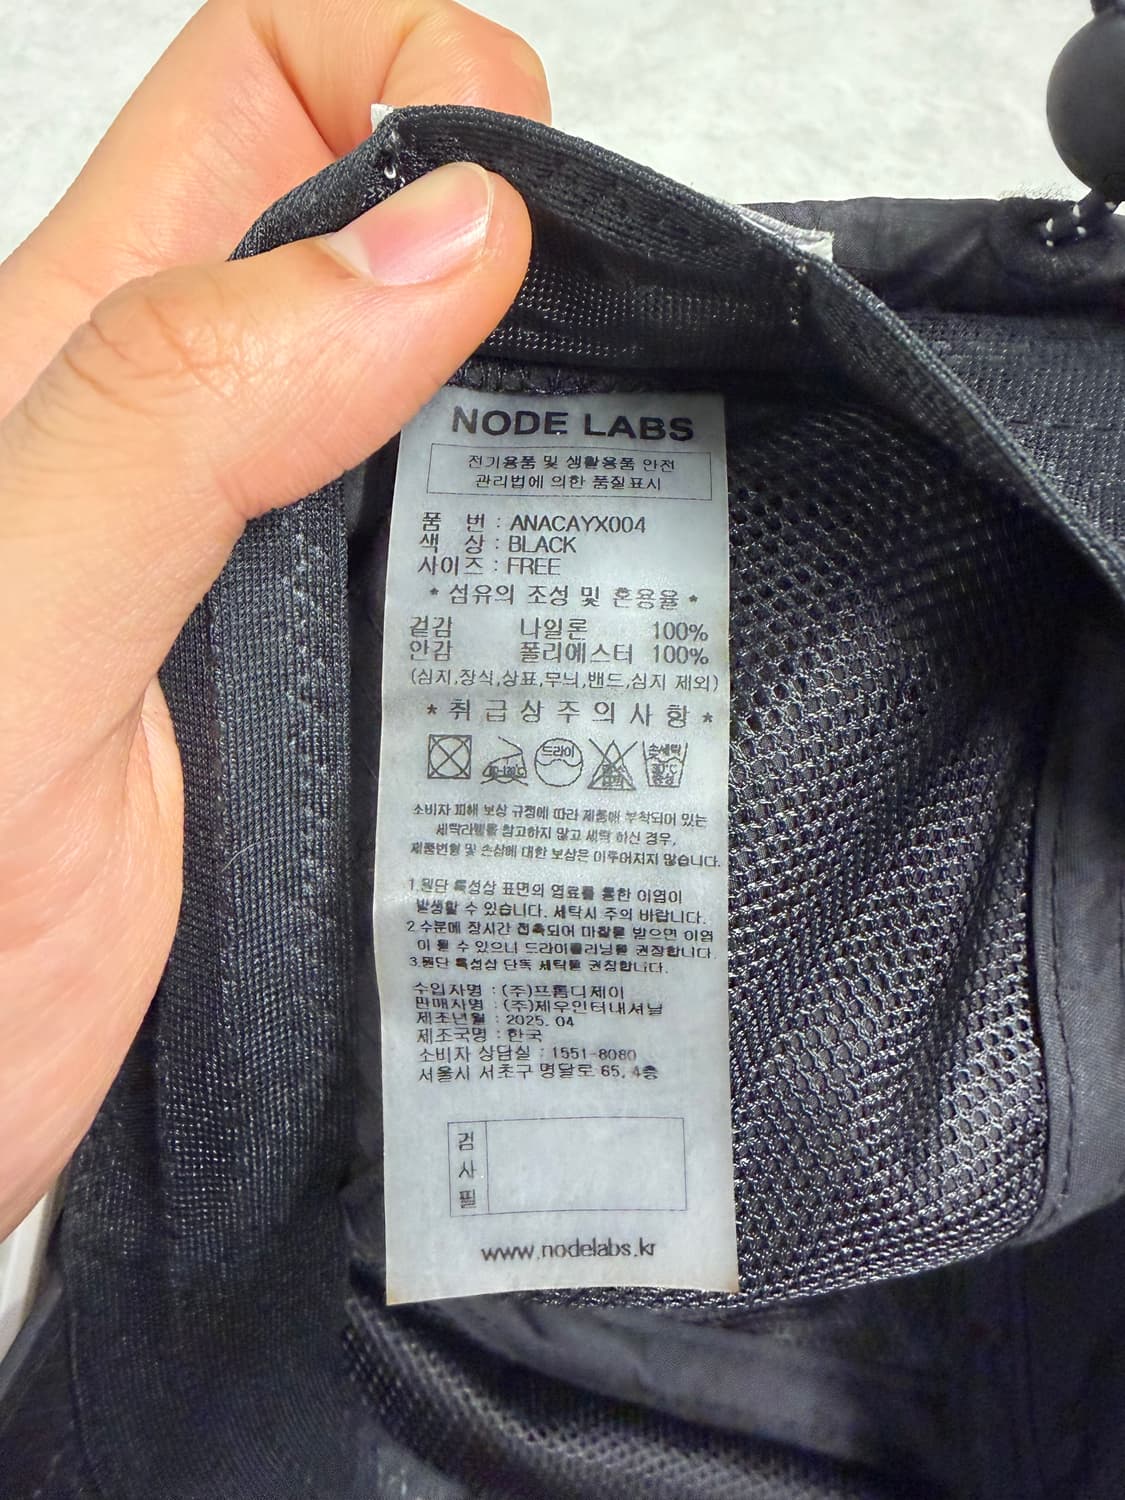 NODE LABS
전기용품 및 생활용품 안전
관리법에 의한 품질표시
품 번 : ANACAYX004
색 상 : BLACK
사이즈 : FREE
* 섬유의 조성 및 혼용율 *
겉감 나일론 100%
안감 폴리에스터 100%
(심지,장식,상표,무늬,밴드,심지 제외)
* 취 급 상 주 의 사 항 *
드라이
손세탁
소비자 피해 보상 규정에 따라 제품에 부착되어 있는
세탁라벨를 참고하지 않고 세탁 하신 경우,
제품변형 및 손상에 대한 보상은 이루어지지 않습니다.
1.원단 특성상 표면의 염료를 통한 이염이
발생할 수 있습니다. 세탁시 주의 바랍니다.
2.수분에 장시간 접촉되어 마찰를 받으면 이염
이 될 수 있으니 드라이클리닝를 권장합니다.
3.원단 특성상 단독 세탁를 권장합니다.
수입자명 : (주)프롬디제이
판매자명 : (주)제우인터내셔널
제조년월 : 2025. 04
제조국명 : 한국
소비자 상담실 : 1551-8080
서울시 서초구 명달로 65, 4층
검
사
필
www.nodelabs.kr